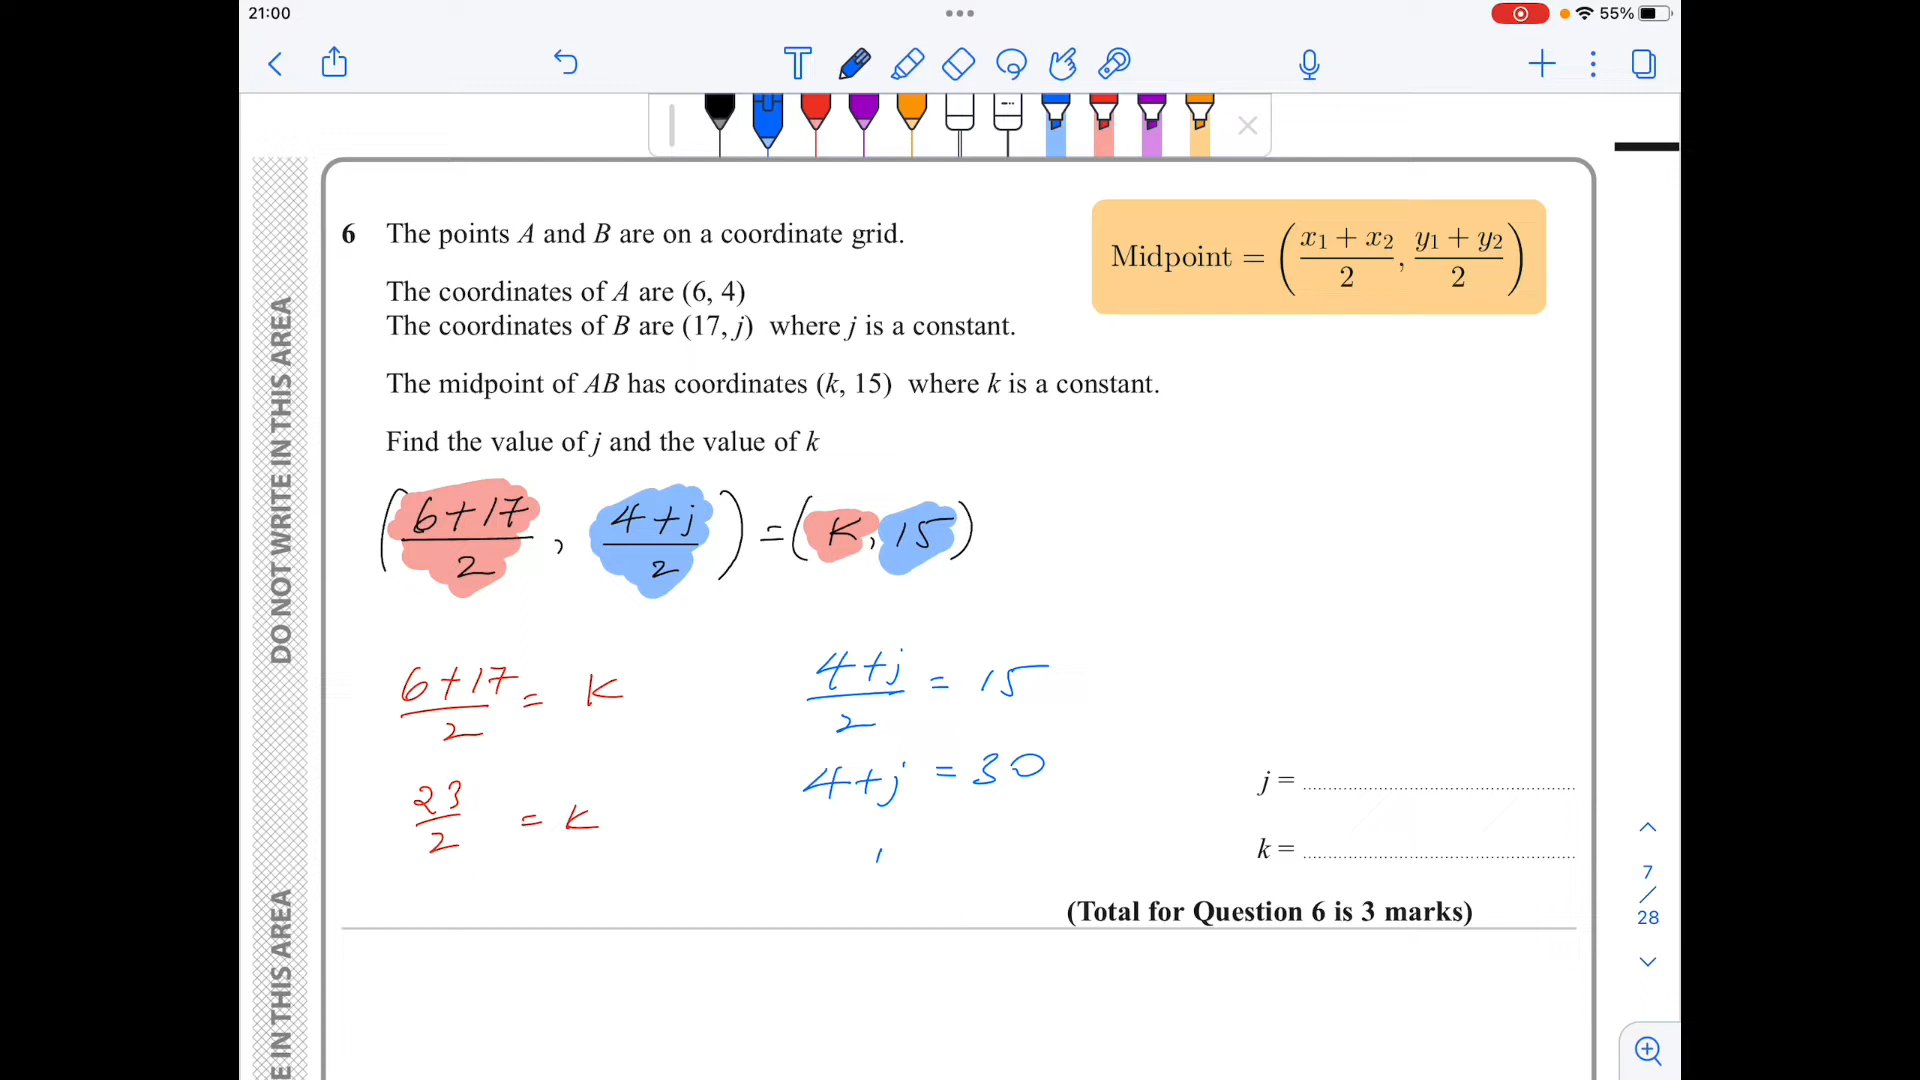 21:00
55%
T
DO NOT WRITE IN THIS AREA
E IN THIS AREA
6 The points A and B are on a coordinate grid.
Midpoint = ((x₁ + x₂)/2, (y₁ + y₂)/2)
The coordinates of A are (6, 4)
The coordinates of B are (17, j) where j is a constant.
The midpoint of AB has coordinates (k, 15) where k is a constant.
Find the value of j and the value of k
((6+17)/2, (4+j)/2) = (k, 15)
(6+17)/2 = k
23/2 = k
(4+j)/2 = 15
4+j = 30
j =
k =
(Total for Question 6 is 3 marks)
7
/
28